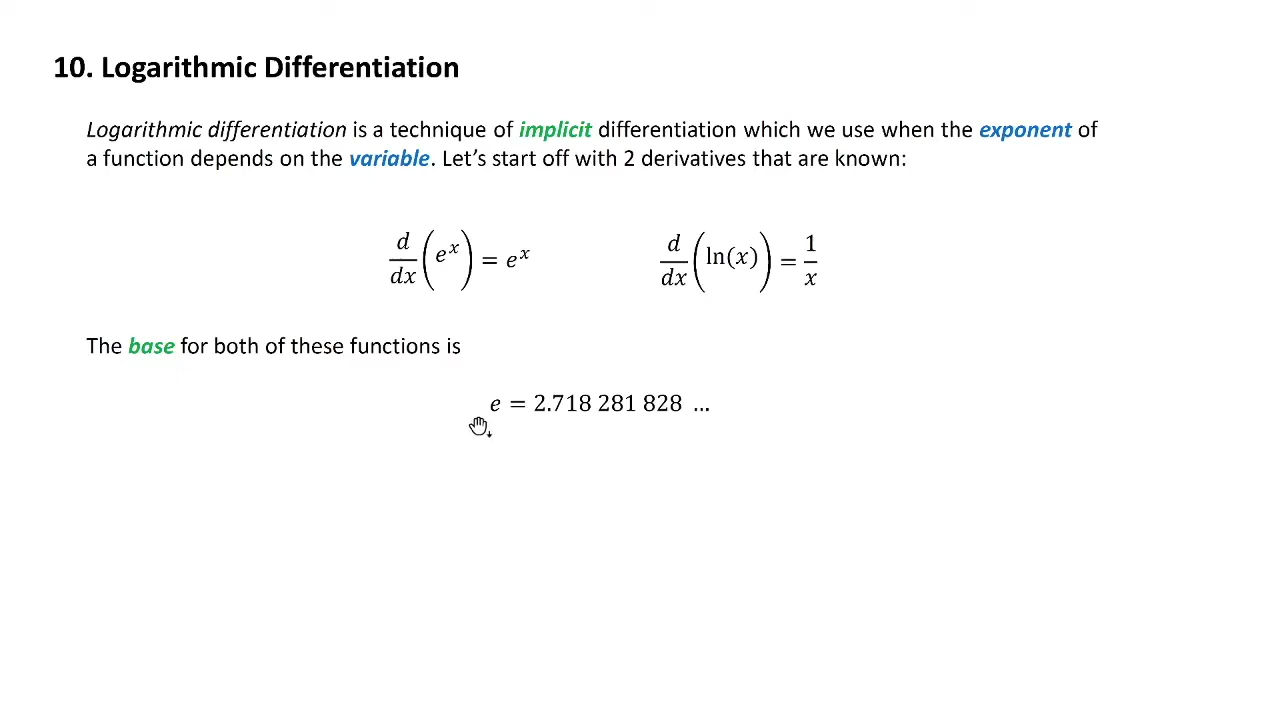 10. Logarithmic Differentiation
Logarithmic differentiation is a technique of implicit differentiation which we use when the exponent of
a function depends on the variable. Let’s start off with 2 derivatives that are known:
d/dx (e^x) = e^x    d/dx (ln(x)) = 1/x
The base for both of these functions is
e = 2.718 281 828 …